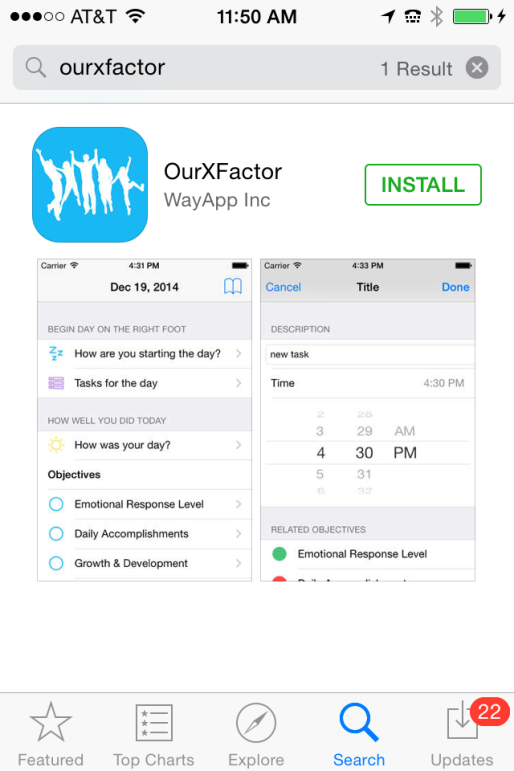 AT&T 11:50 AM
ourxfactor 1 Result
OurXFactor
WayApp Inc
INSTALL
Carrier 4:31 PM
Dec 19, 2014
BEGIN DAY ON THE RIGHT FOOT
How are you starting the day?
Tasks for the day
HOW WELL YOU DID TODAY
How was your day?
Objectives
Emotional Response Level
Daily Accomplishments
Growth & Development
Carrier 4:33 PM
Cancel Title Done
DESCRIPTION
new task
Time 4:30 PM
2 28
3 29 AM
4 30 PM
5 31
6 32
RELATED OBJECTIVES
Emotional Response Level
22
Featured Top Charts Explore Search Updates